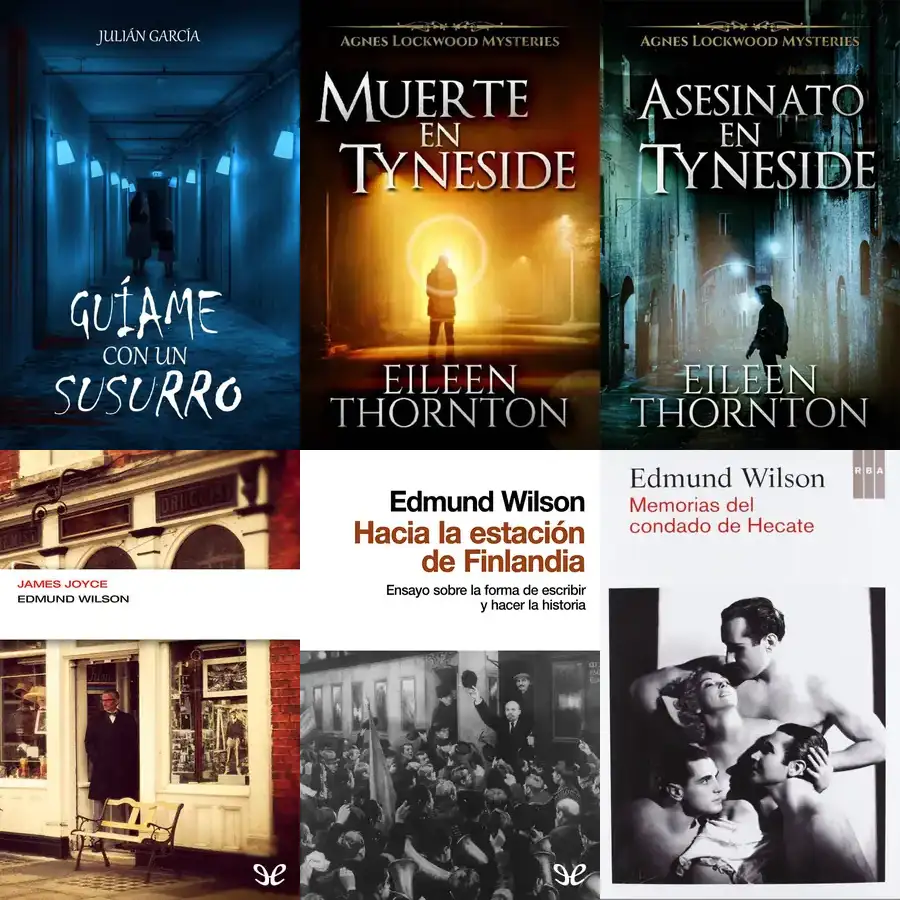 JULIÁN GARCÍA
GUÍAME
CON UN
SUSURRO
AGNES LOCKWOOD MYSTERIES
MUERTE
EN
TYNESIDE
EILEEN
THORNTON
AGNES LOCKWOOD MYSTERIES
ASESINATO
EN
TYNESIDE
EILEEN
THORNTON
JAMES JOYCE
EDMUND WILSON
Edmund Wilson
Hacia la estación
de Finlandia
Ensayo sobre la forma de escribir
y hacer la historia
RBA
Edmund Wilson
Memorias del
condado de Hecate